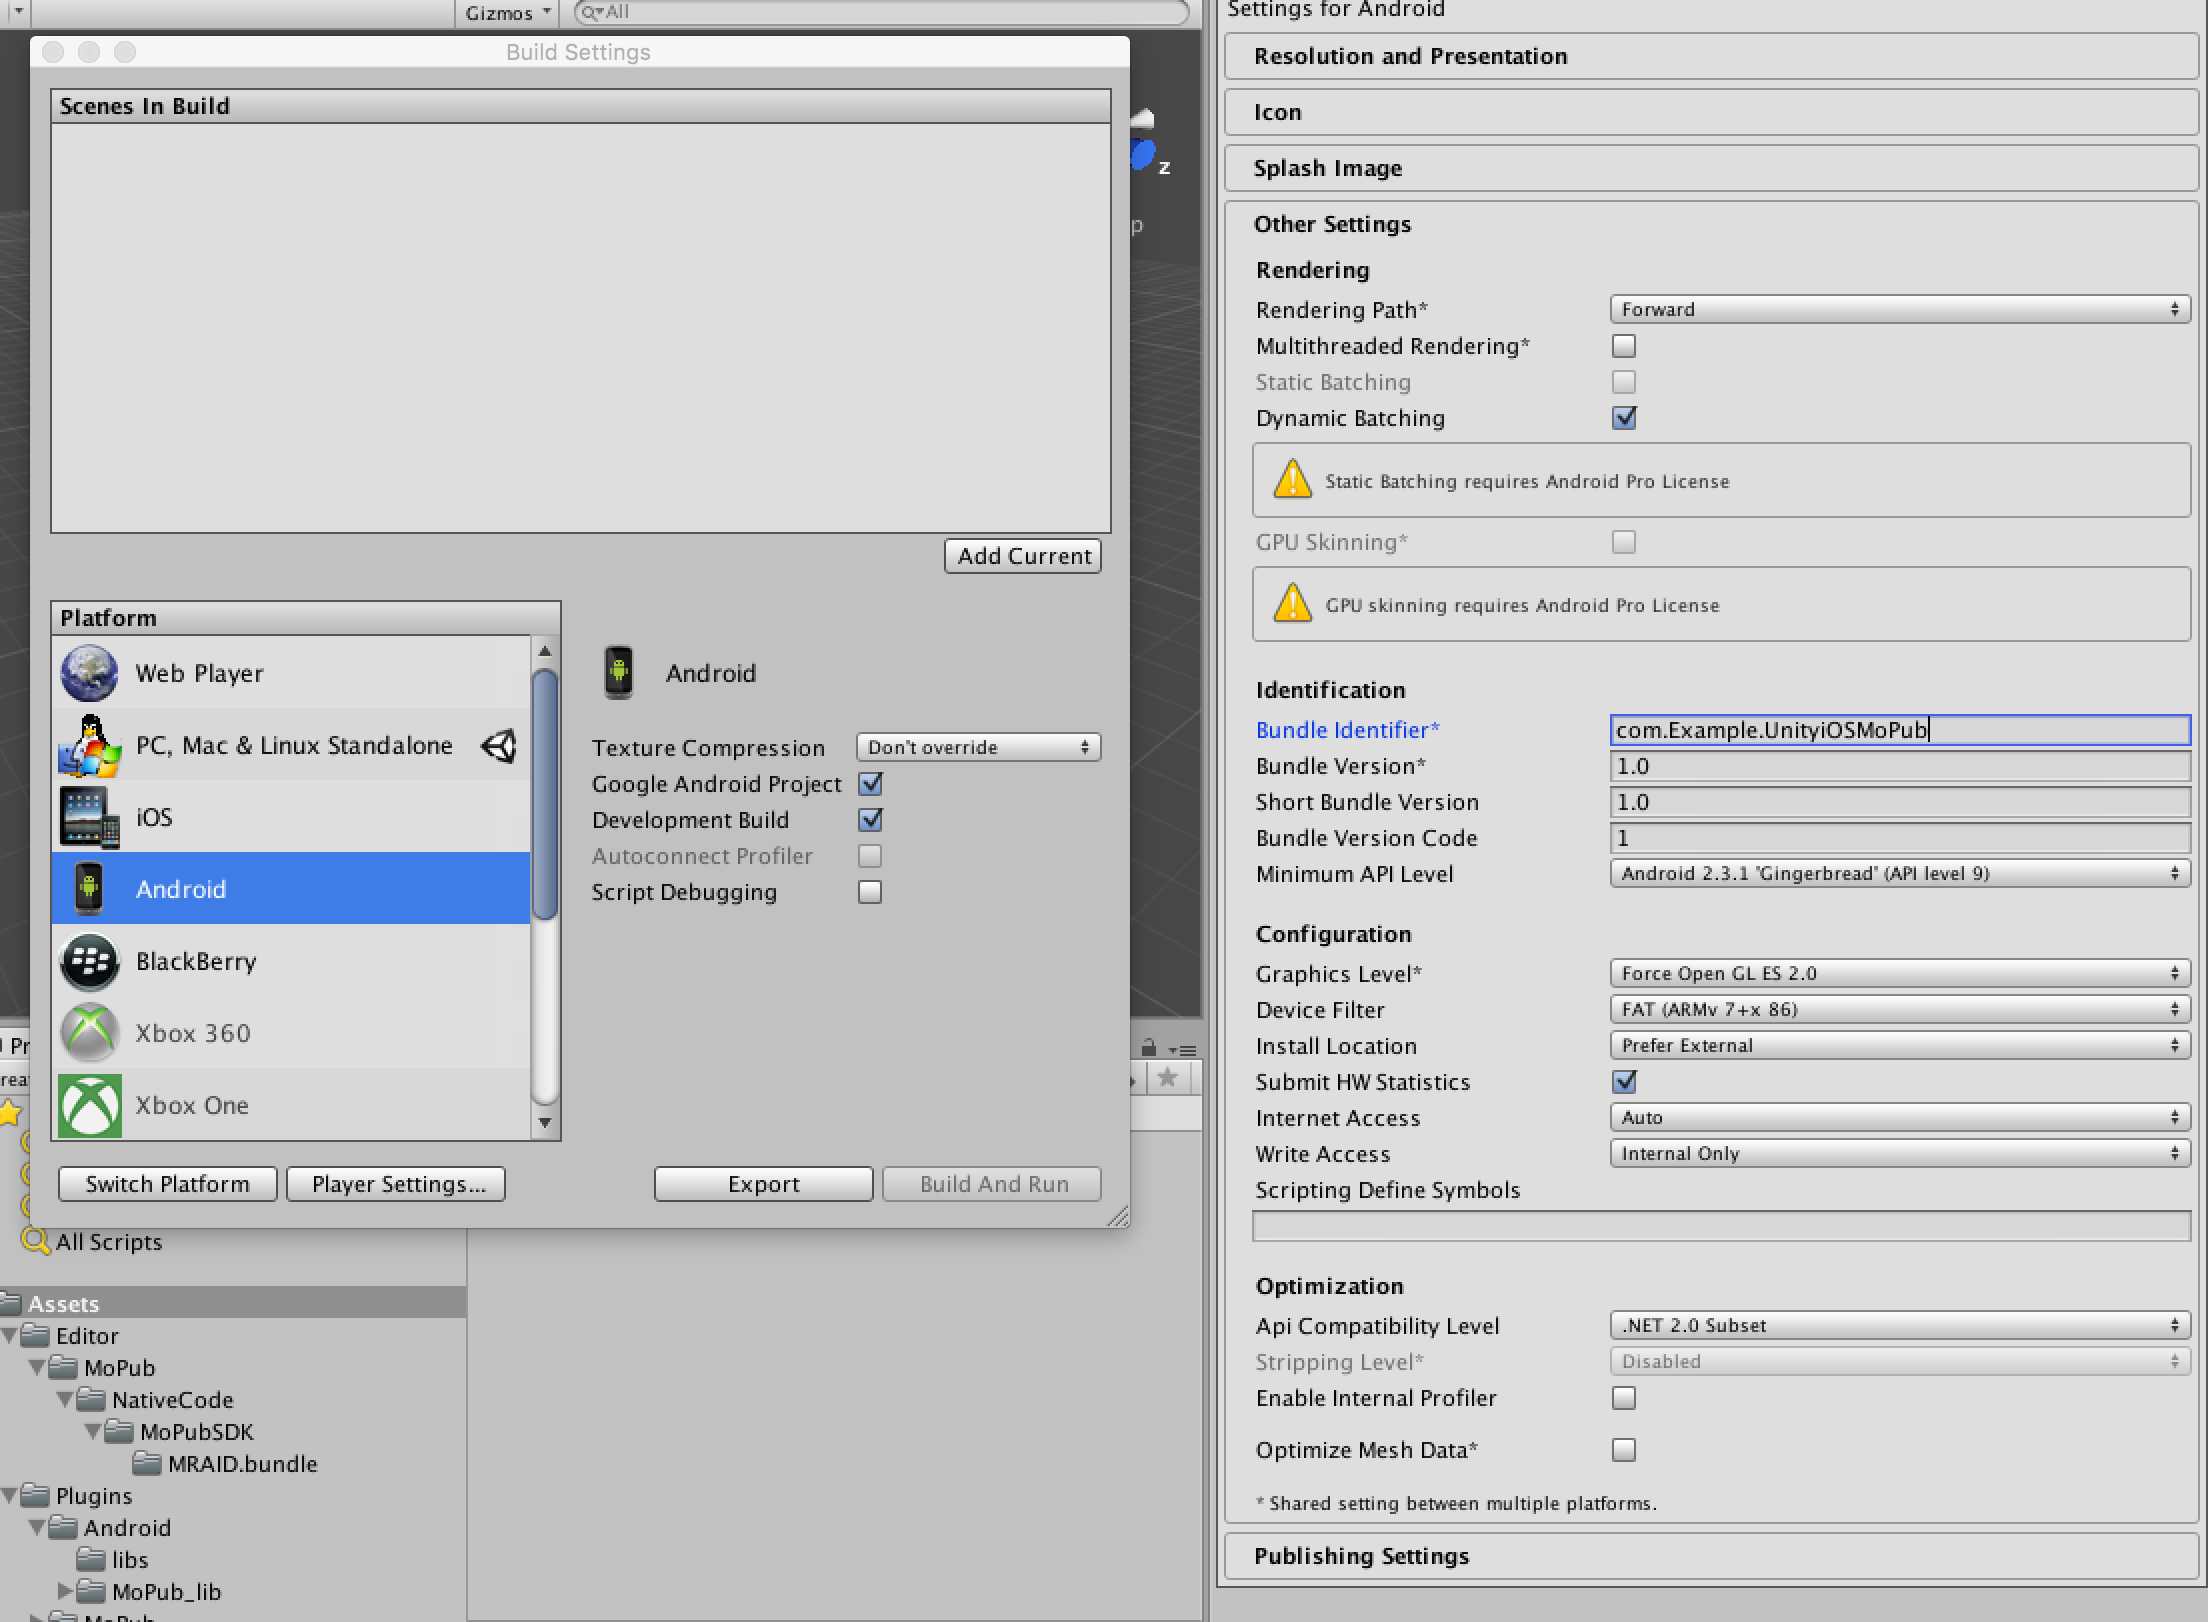 Gizmos
All
Build Settings
Scenes In Build
z
p
Add Current
Platform
Web Player
PC, Mac & Linux Standalone
iOS
Android
BlackBerry
Xbox 360
Xbox One
Android
Texture Compression Don't override
Google Android Project
Development Build
Autoconnect Profiler
Script Debugging
Switch Platform Player Settings... Export Build And Run
All Scripts
Assets
Editor
MoPub
NativeCode
MoPubSDK
MRAID.bundle
Plugins
Android
libs
MoPub_lib
MoPub
Settings for Android
Resolution and Presentation
Icon
Splash Image
Other Settings
Rendering
Rendering Path* Forward
Multithreaded Rendering*
Static Batching
Dynamic Batching
Static Batching requires Android Pro License
GPU Skinning*
GPU skinning requires Android Pro License
Identification
Bundle Identifier* com.Example.UnityiOSMoPub
Bundle Version* 1.0
Short Bundle Version 1.0
Bundle Version Code 1
Minimum API Level Android 2.3.1 'Gingerbread' (API level 9)
Configuration
Graphics Level* Force Open GL ES 2.0
Device Filter FAT (ARMv 7+x 86)
Install Location Prefer External
Submit HW Statistics
Internet Access Auto
Write Access Internal Only
Scripting Define Symbols
Optimization
Api Compatibility Level .NET 2.0 Subset
Stripping Level* Disabled
Enable Internal Profiler
Optimize Mesh Data*
* Shared setting between multiple platforms.
Publishing Settings